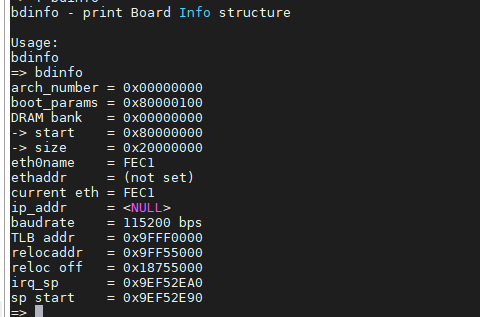 bdinfo - print Board Info structure
Usage:
bdinfo
=> bdinfo
arch_number = 0x00000000
boot_params = 0x80000100
DRAM bank   = 0x00000000
-> start    = 0x80000000
-> size     = 0x20000000
eth0name    = FEC1
ethaddr     = (not set)
current eth = FEC1
ip_addr     = <NULL>
baudrate    = 115200 bps
TLB addr    = 0x9FFF0000
relocaddr   = 0x9FF55000
reloc off   = 0x18755000
irq_sp      = 0x9EF52EA0
sp start    = 0x9EF52E90
=>